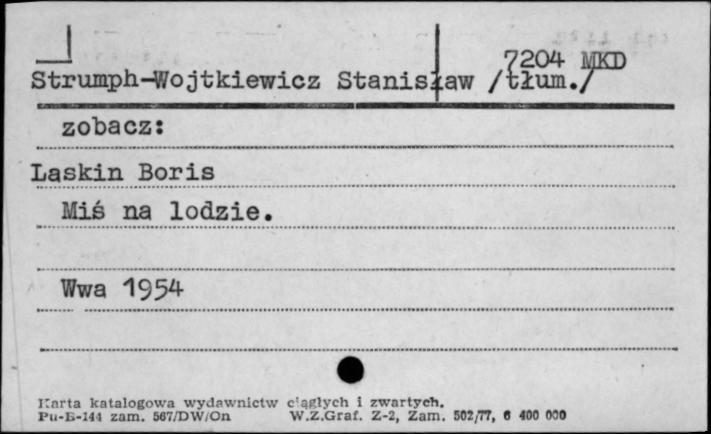 7204 MKD
Strumph-Wojtkiewicz Stanisław /tłum./
zobacz:
Ląskin Boris
Miś na lodzie.
Wwa 1954
Karta katalogowa wydawnictw ciągłych i zwartych.
Pu-B-144 zam. 567/DW/On W.Z.Graf. Z-2, Zam. 502/77, 6 400 000